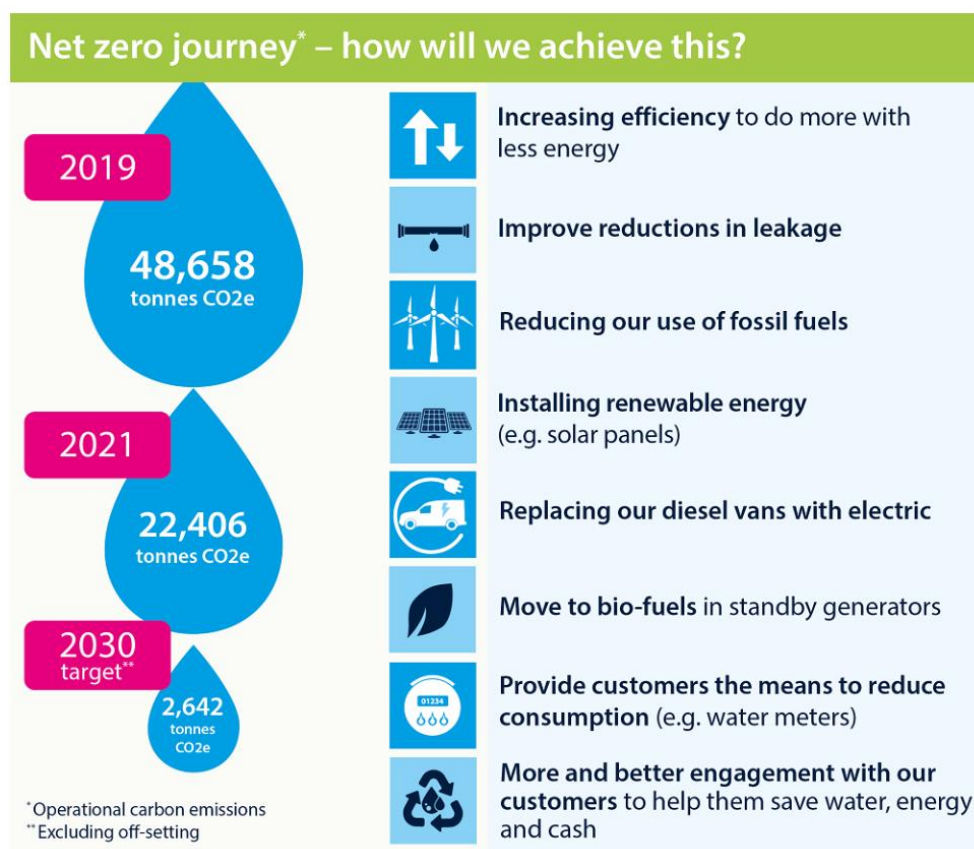 Net zero journey* – how will we achieve this?
2019
48,658
tonnes CO2e
2021
22,406
tonnes CO2e
2030
target**
2,642
tonnes
CO2e
*Operational carbon emissions
**Excluding off-setting
Increasing efficiency to do more with
less energy
Improve reductions in leakage
Reducing our use of fossil fuels
Installing renewable energy
(e.g. solar panels)
Replacing our diesel vans with electric
Move to bio-fuels in standby generators
01234
Provide customers the means to reduce
consumption (e.g. water meters)
More and better engagement with our
customers to help them save water, energy
and cash